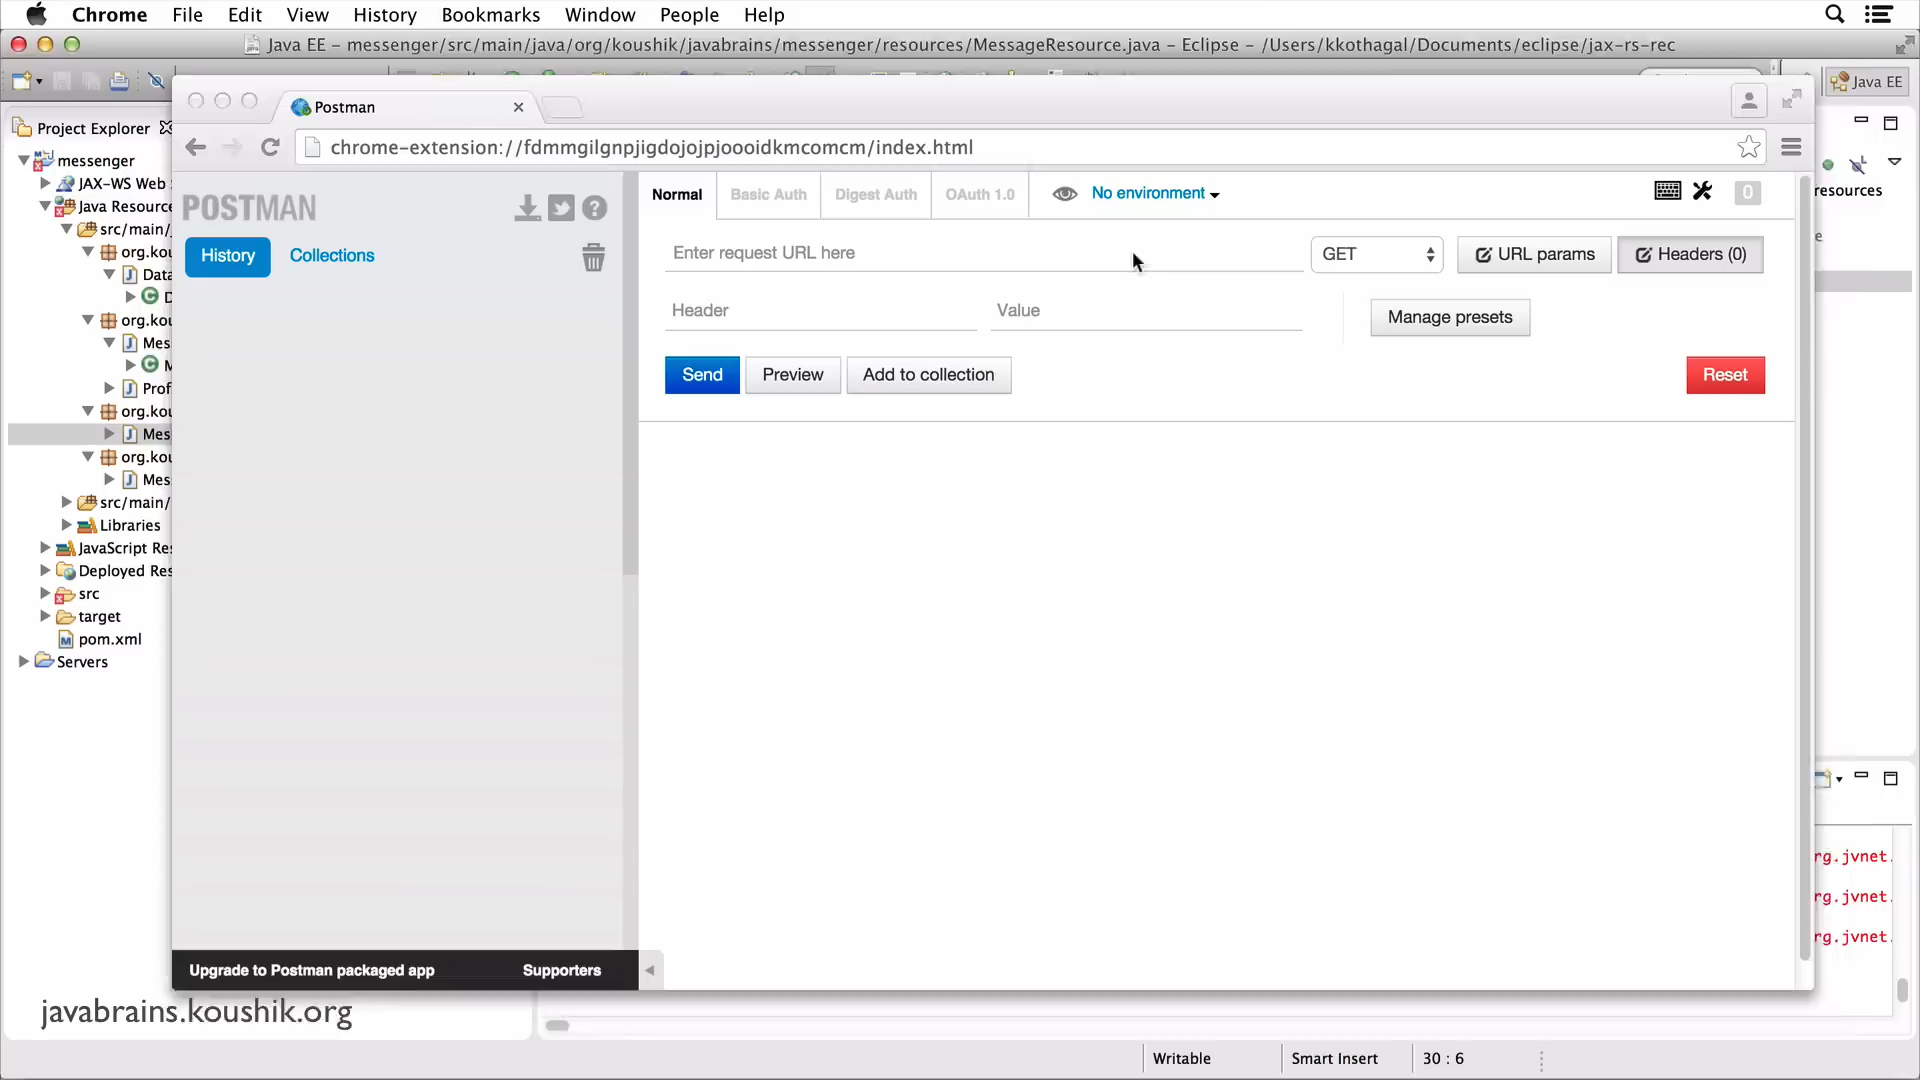 Chrome File Edit View History Bookmarks Window People Help
Java EE – messenger/src/main/java/org/koushik/javabrains/messenger/resources/MessageResource.java – Eclipse – /Users/kkothagal/Documents/eclipse/jax-rs-rec
Java EE
Postman
chrome-extension://fdmmgilgnpjigdojojpjoooidkmcomcm/index.html
Project Explorer
messenger
JAX-WS Web
Java Resource
src/main/
org.kou
Data
D
org.kou
Mes
M
Prof
org.kou
Mes
org.kou
Mes
src/main/
Libraries
JavaScript Res
Deployed Res
src
target
pom.xml
Servers
POSTMAN
History Collections
Normal Basic Auth Digest Auth OAuth 1.0 No environment 0
Enter request URL here GET URL params Headers (0)
Header Value Manage presets
Send Preview Add to collection Reset
Upgrade to Postman packaged app Supporters
resources
e
rg.jvnet.
rg.jvnet.
rg.jvnet.
javabrains.koushik.org
Writable Smart Insert 30 : 6